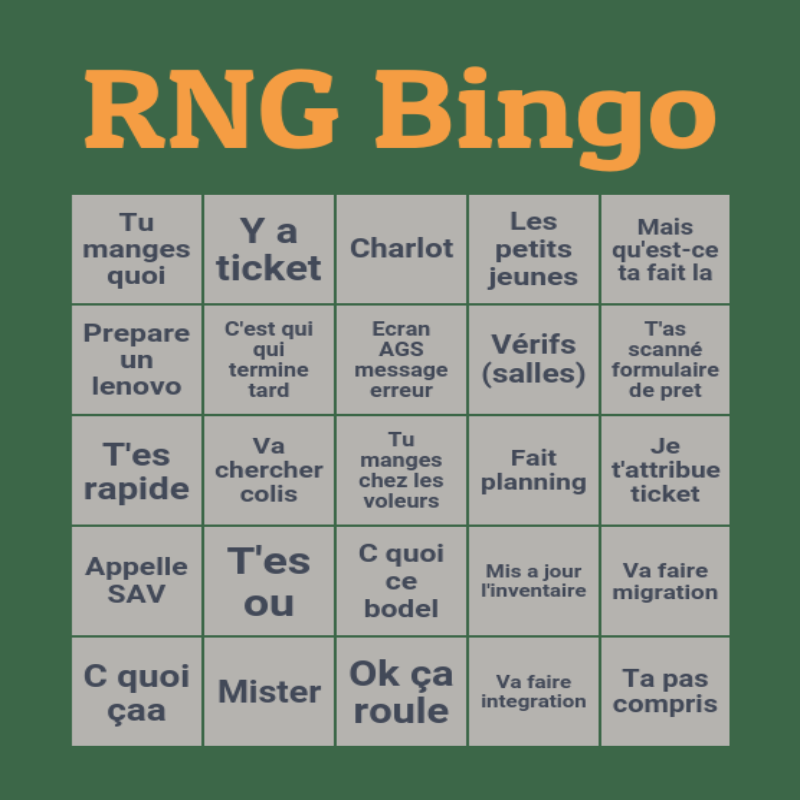 RNG Bingo
Tu
manges
quoi
Y a
ticket
Charlot
Les
petits
jeunes
Mais
qu'est-ce
ta fait la
Prepare
un
lenovo
C'est qui
qui
termine
tard
Ecran
AGS
message
erreur
Vérifs
(salles)
T'as
scanné
formulaire
de pret
T'es
rapide
Va
chercher
colis
Tu
manges
chez les
voleurs
Fait
planning
Je
t'attribue
ticket
Appelle
SAV
T'es
ou
C quoi
ce
bodel
Mis a jour
l'inventaire
Va faire
migration
C quoi
çaa
Mister
Ok ça
roule
Va faire
integration
Ta pas
compris